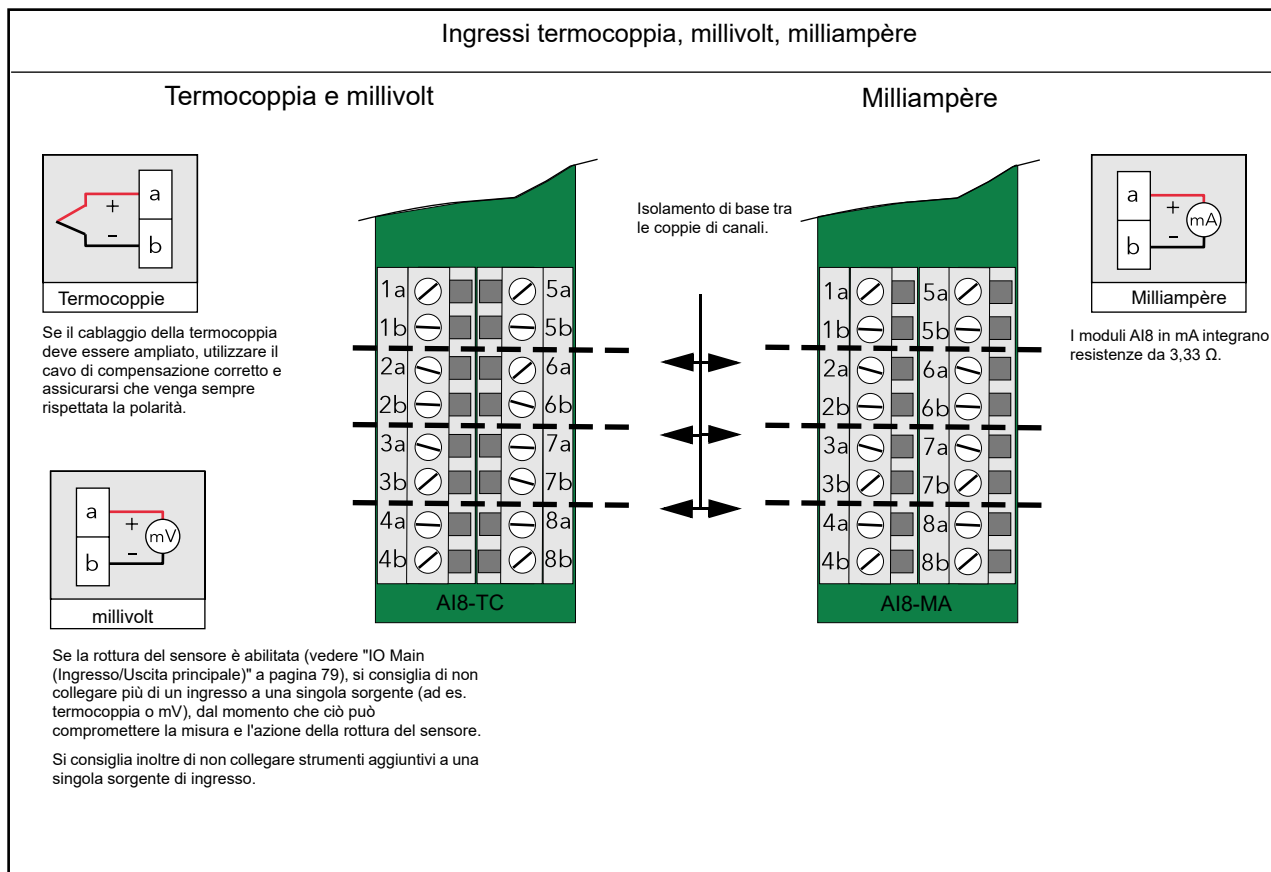 Ingressi termocoppia, millivolt, milliampère
Termocoppia e millivolt
Milliampère
a
+
-
b
Termocoppie
Se il cablaggio della termocoppia
deve essere ampliato, utilizzare il
cavo di compensazione corretto e
assicurarsi che venga sempre
rispettata la polarità.
a
+
mV
-
b
millivolt
Se la rottura del sensore è abilitata (vedere "IO Main
(Ingresso/Uscita principale)" a pagina 79), si consiglia di non
collegare più di un ingresso a una singola sorgente (ad es.
termocoppia o mV), dal momento che ciò può
compromettere la misura e l'azione della rottura del sensore.
Si consiglia inoltre di non collegare strumenti aggiuntivi a una
singola sorgente di ingresso.
1a 5a
1b 5b
2a 6a
2b 6b
3a 7a
3b 7b
4a 8a
4b 8b
AI8-TC
Isolamento di base tra
le coppie di canali.
1a 5a
1b 5b
2a 6a
2b 6b
3a 7a
3b 7b
4a 8a
4b 8b
AI8-MA
a
+
mA
-
b
Milliampère
I moduli AI8 in mA integrano
resistenze da 3,33 Ω.